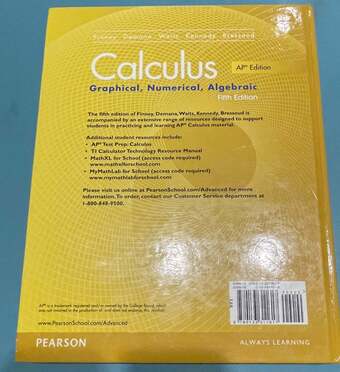 Finney Demana Waits Kennedy Bressoud
Calculus AP* Edition
Graphical, Numerical, Algebraic
Fifth Edition
The fifth edition of Finney, Demana, Waits, Kennedy, Bressoud is
accompanied by an extensive range of resources designed to support
students in practicing and learning AP* Calculus material.
Additional student resources include:
• AP* Test Prep: Calculus
• TI Calculator Technology Resource Manual
• MathXL for School (access code required)
www.mathxlforschool.com
• MyMathLab for School (access code required)
www.mymathlabforschool.com
Please visit us online at PearsonSchool.com/Advanced for more
information. To order, contact our Customer Service department at
1-800-848-9500.
AP* is a trademark registered and/or owned by the College Board, which
was not involved in the production of, and does not endorse, this product.
www.PearsonSchool.com/Advanced
PEARSON
ALWAYS LEARNING